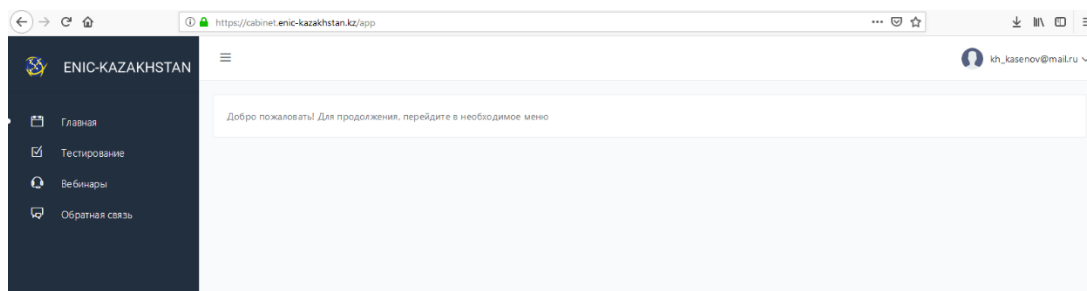 https://cabinet.enic-kazakhstan.kz/app
ENIC-KAZAKHSTAN
kh_kasenov@mail.ru
Главная
Добро пожаловать! Для продолжения, перейдите в необходимое меню
Тестирование
Вебинары
Обратная связь